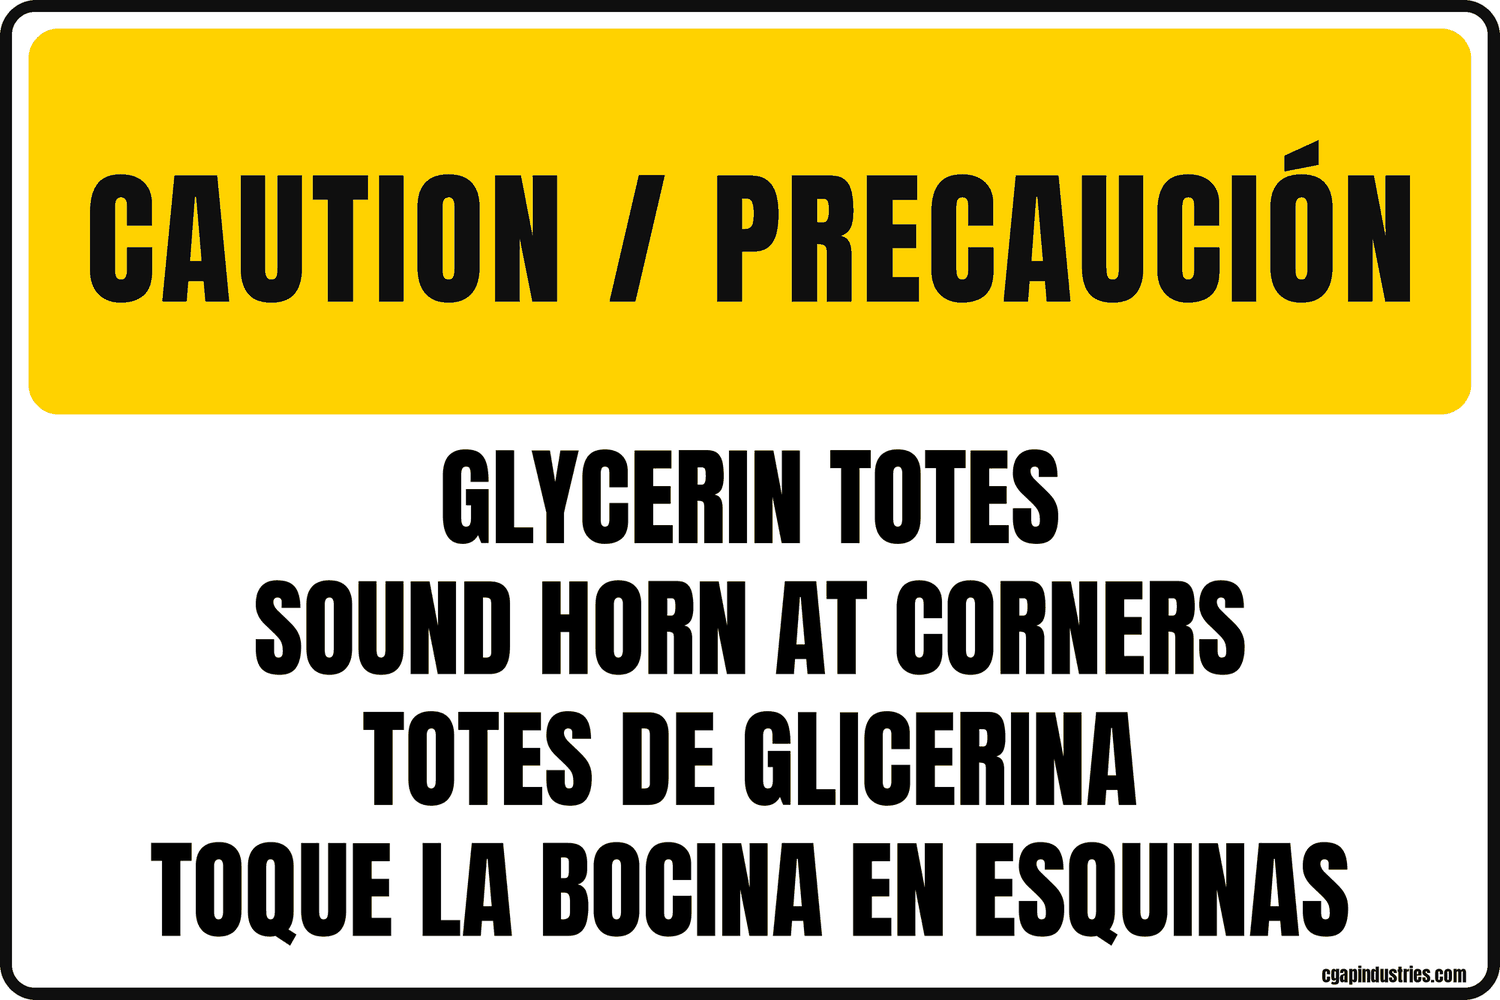 CAUTION / PRECAUCIÓN
GLYCERIN TOTES
SOUND HORN AT CORNERS
TOTES DE GLICERINA
TOQUE LA BOCINA EN ESQUINAS
cgapindustries.com